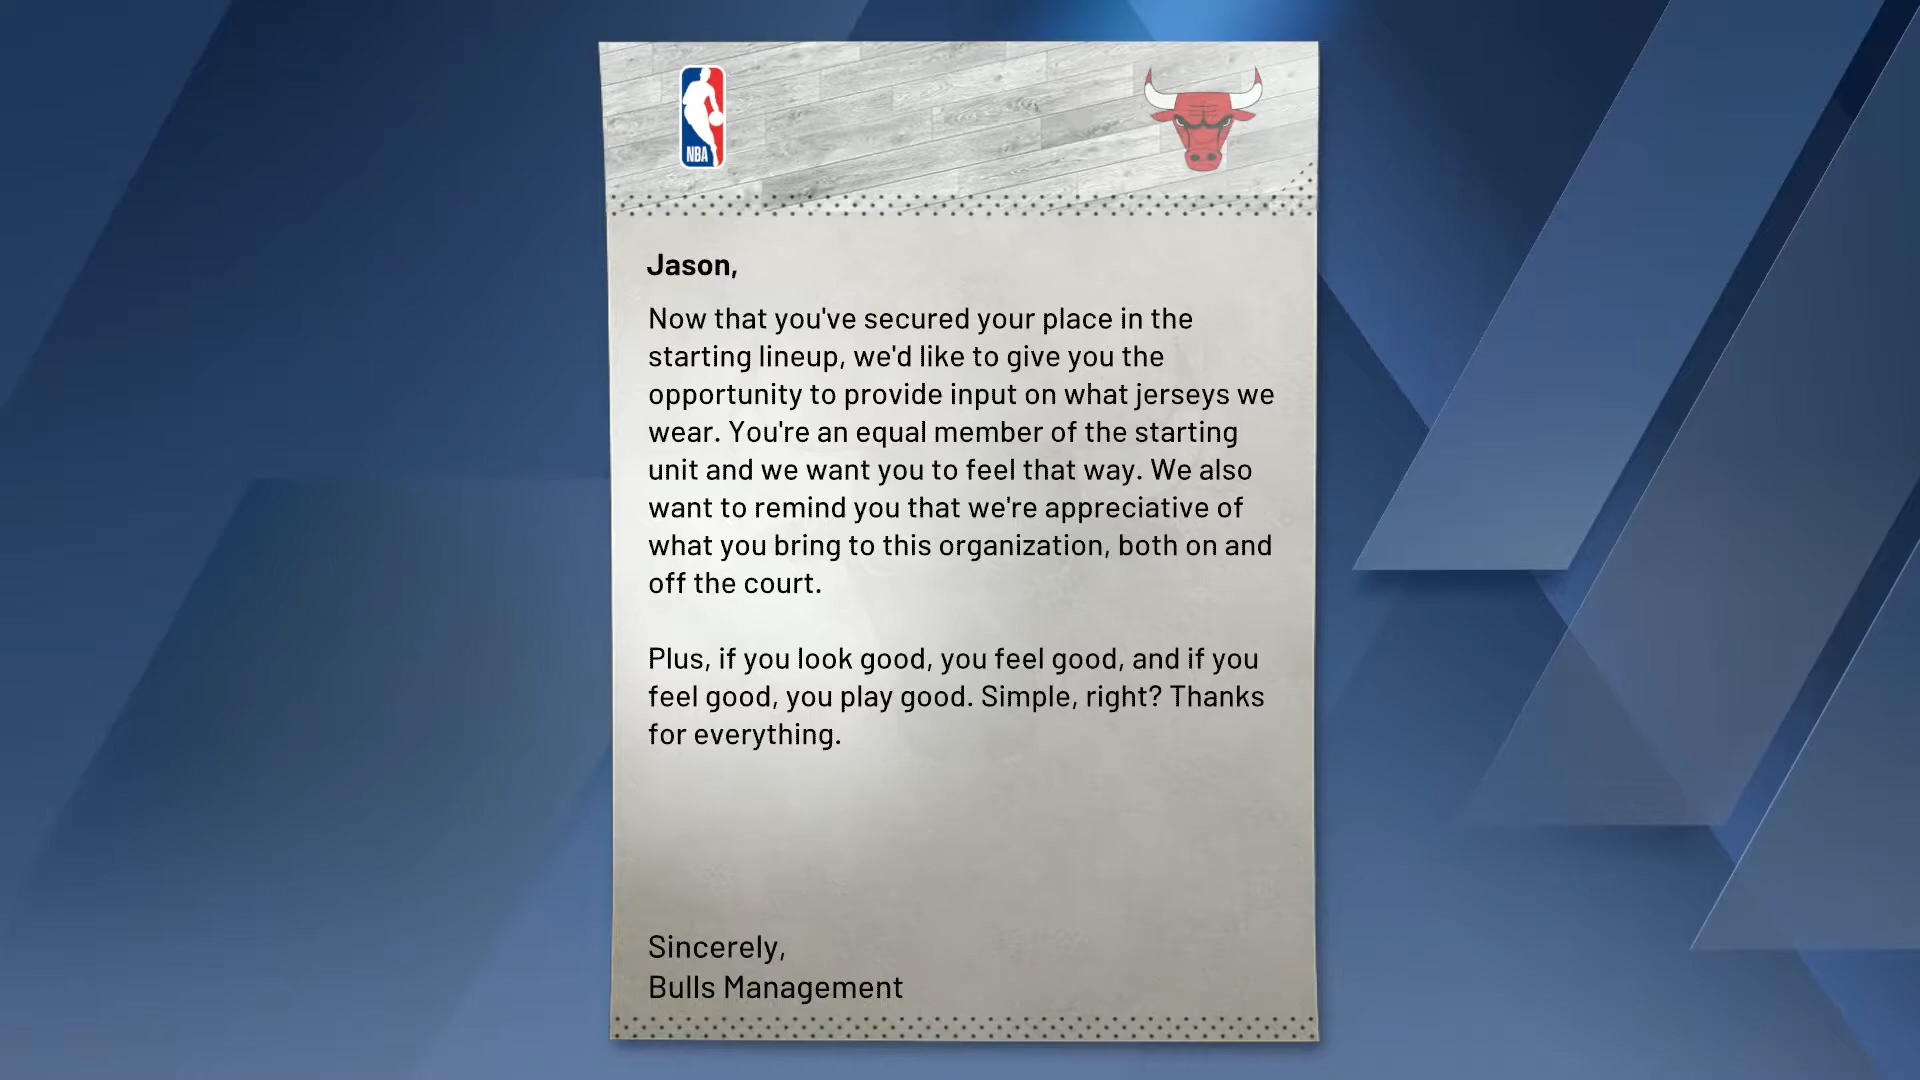 NBA
Jason,
Now that you've secured your place in the
starting lineup, we'd like to give you the
opportunity to provide input on what jerseys we
wear. You're an equal member of the starting
unit and we want you to feel that way. We also
want to remind you that we're appreciative of
what you bring to this organization, both on and
off the court.
Plus, if you look good, you feel good, and if you
feel good, you play good. Simple, right? Thanks
for everything.
Sincerely,
Bulls Management